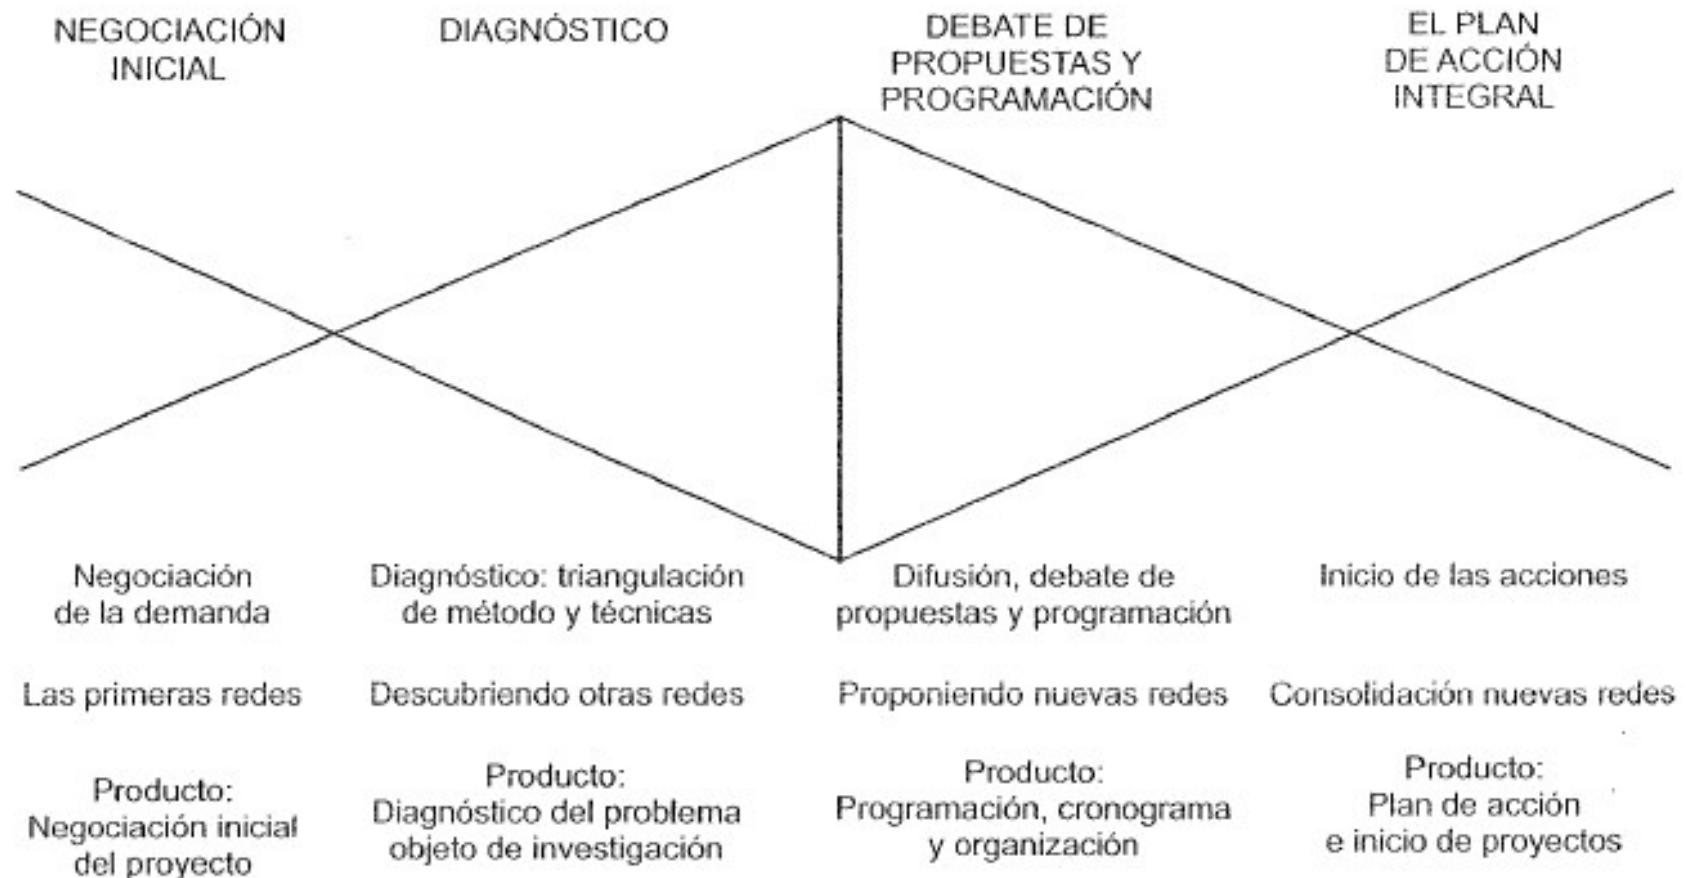 NEGOCIACIÓN
INICIAL
DIAGNÓSTICO
DEBATE DE
PROPUESTAS Y
PROGRAMACIÓN
EL PLAN
DE ACCIÓN
INTEGRAL
Negociación
de la demanda
Diagnóstico: triangulación
de método y técnicas
Difusión, debate de
propuestas y programación
Inicio de las acciones
Las primeras redes
Descubriendo otras redes
Proponiendo nuevas redes
Consolidación nuevas redes
Producto:
Negociación inicial
del proyecto
Producto:
Diagnóstico del problema
objeto de investigación
Producto:
Programación, cronograma
y organización
Producto:
Plan de acción
e inicio de proyectos